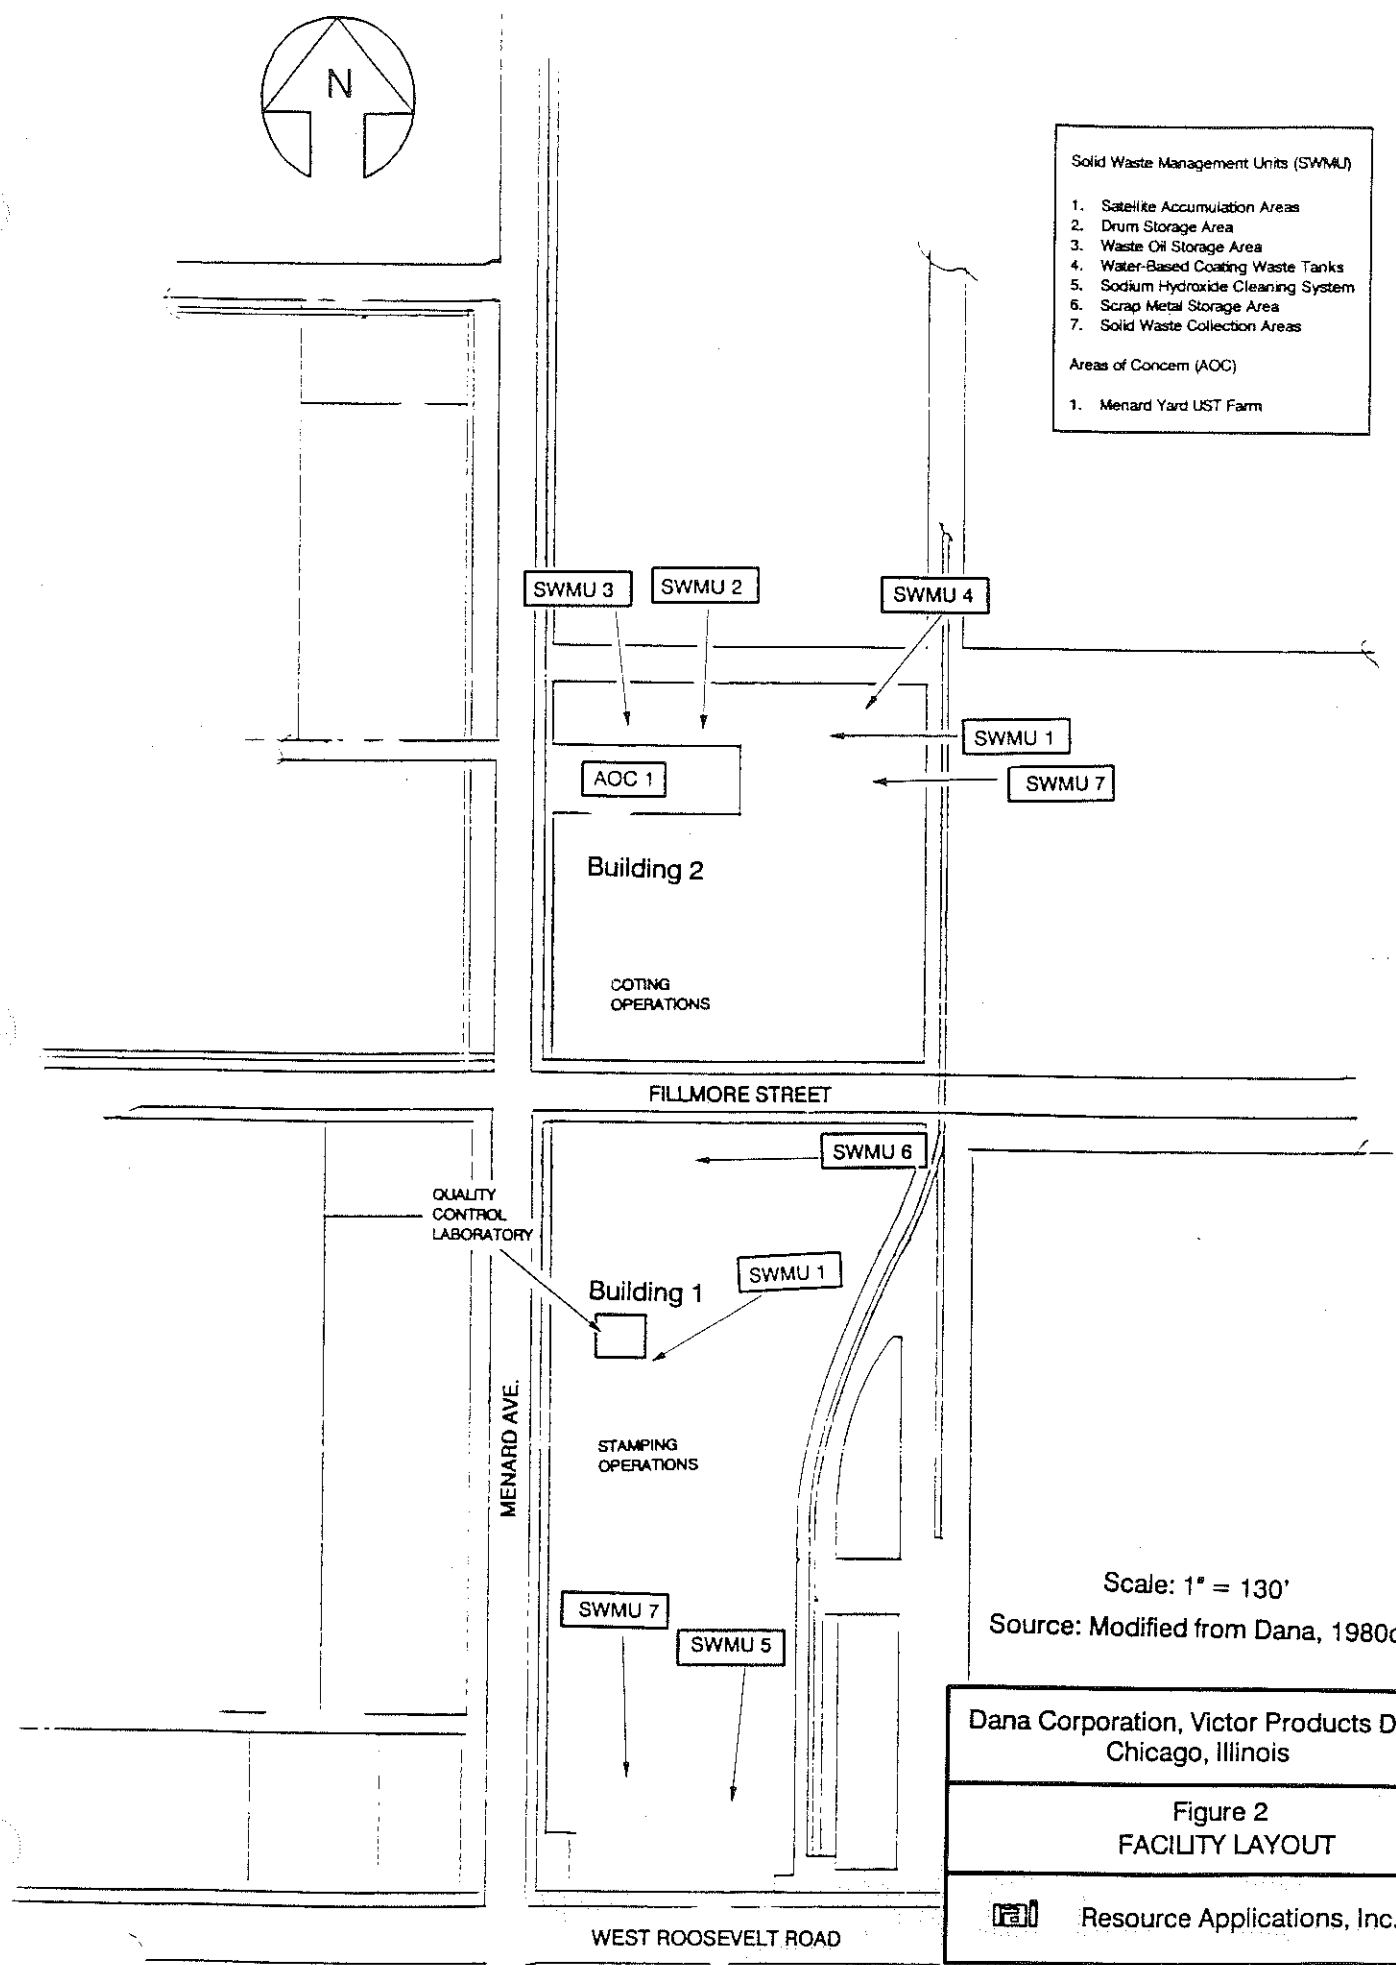 N
Solid Waste Management Units (SWMU)
1. Satellite Accumulation Areas
2. Drum Storage Area
3. Waste Oil Storage Area
4. Water-Based Coating Waste Tanks
5. Sodium Hydroxide Cleaning System
6. Scrap Metal Storage Area
7. Solid Waste Collection Areas
Areas of Concern (AOC)
1. Menard Yard UST Farm
SWMU 3
SWMU 2
SWMU 4
SWMU 1
SWMU 7
AOC 1
Building 2
COTING
OPERATIONS
FILLMORE STREET
SWMU 6
QUALITY
CONTROL
LABORATORY
SWMU 1
Building 1
MENARD AVE.
STAMPING
OPERATIONS
SWMU 7
SWMU 5
Scale: 1" = 130'
Source: Modified from Dana, 1980c
Dana Corporation, Victor Products D
Chicago, Illinois
Figure 2
FACILITY LAYOUT
rai Resource Applications, Inc.
WEST ROOSEVELT ROAD